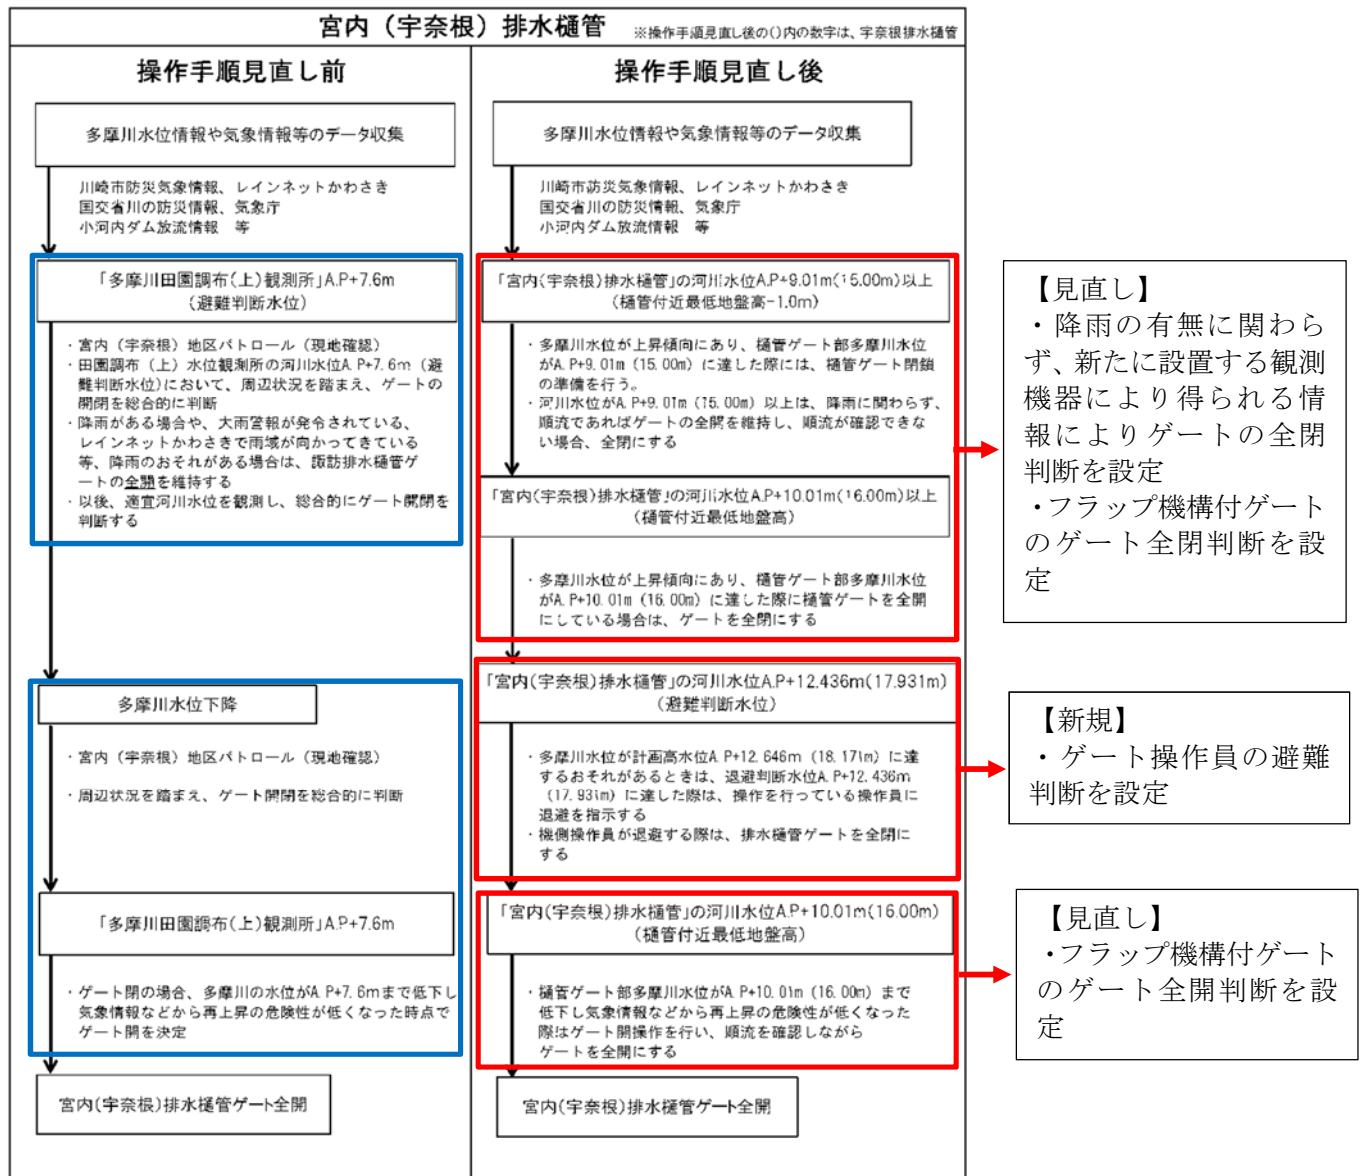 宮内（宇奈根）排水樋管 ※操作手順見直し後の()内の数字は、宇奈根排水樋管
操作手順見直し前
多摩川水位情報や気象情報等のデータ収集
川崎市防災気象情報、レインネットかわさき
国交省川の防災情報、気象庁
小河内ダム放流情報　等
「多摩川田園調布(上)観測所」A.P+7.6m
(避難判断水位)
・宮内（宇奈根）地区パトロール（現地確認）
・田園調布（上）水位観測所の河川水位A.P+7.6m（避
難判断水位)において、周辺状況を踏まえ、ゲートの
開閉を総合的に判断
・降雨がある場合や、大雨警報が発令されている、
レインネットかわさきで雨域が向かってきている
等、降雨のおそれがある場合は、諏訪排水樋管ゲ
ートの全開を維持する
・以後、適宜河川水位を観測し、総合的にゲート開閉を
判断する
多摩川水位下降
・宮内（宇奈根）地区パトロール（現地確認）
・周辺状況を踏まえ、ゲート開閉を総合的に判断
「多摩川田園調布(上)観測所」A.P+7.6m
・ゲート閉の場合、多摩川の水位がA.P+7.6mまで低下し
気象情報などから再上昇の危険性が低くなった時点で
ゲート開を決定
宮内(宇奈根)排水樋管ゲート全開
操作手順見直し後
多摩川水位情報や気象情報等のデータ収集
川崎市防災気象情報、レインネットかわさき
国交省川の防災情報、気象庁
小河内ダム放流情報　等
「宮内(宇奈根)排水樋管」の河川水位A.P+9.01m(15.00m)以上
(樋管付近最低地盤高-1.0m)
・多摩川水位が上昇傾向にあり、樋管ゲート部多摩川水位
がA.P+9.01m（15.00m）に達した際には、樋管ゲート閉鎖
の準備を行う。
・河川水位がA.P+9.01m（15.00m）以上は、降雨に関わらず、
順流であればゲートの全開を維持し、順流が確認できな
い場合、全閉にする
「宮内(宇奈根)排水樋管」の河川水位A.P+10.01m(16.00m)以上
(樋管付近最低地盤高)
・多摩川水位が上昇傾向にあり、樋管ゲート部多摩川水位
がA.P+10.01m（16.00m）に達した際に樋管ゲートを全開
にしている場合は、ゲートを全閉にする
「宮内(宇奈根)排水樋管」の河川水位A.P+12.436m(17.931m)
(避難判断水位)
・多摩川水位が計画高水位A.P+12.646m（18.171m）に達
するおそれがあるときは、退避判断水位A.P+12.436m
（17.931m）に達した際は、操作を行っている操作員に
退避を指示する
・機側操作員が退避する際は、排水樋管ゲートを全閉に
する
「宮内(宇奈根)排水樋管」の河川水位A.P+10.01m(16.00m)
(樋管付近最低地盤高)
・樋管ゲート部多摩川水位がA.P+10.01m（16.00m）まで
低下し気象情報などから再上昇の危険性が低くなった
際はゲート開操作を行い、順流を確認しながら
ゲートを全開にする
宮内(宇奈根)排水樋管ゲート全開
【見直し】
・降雨の有無に関わら
ず、新たに設置する観測
機器により得られる情
報によりゲートの全閉
判断を設定
・フラップ機構付ゲート
のゲート全閉判断を設
定
【新規】
・ゲート操作員の避難
判断を設定
【見直し】
・フラップ機構付ゲート
のゲート全開判断を設
定